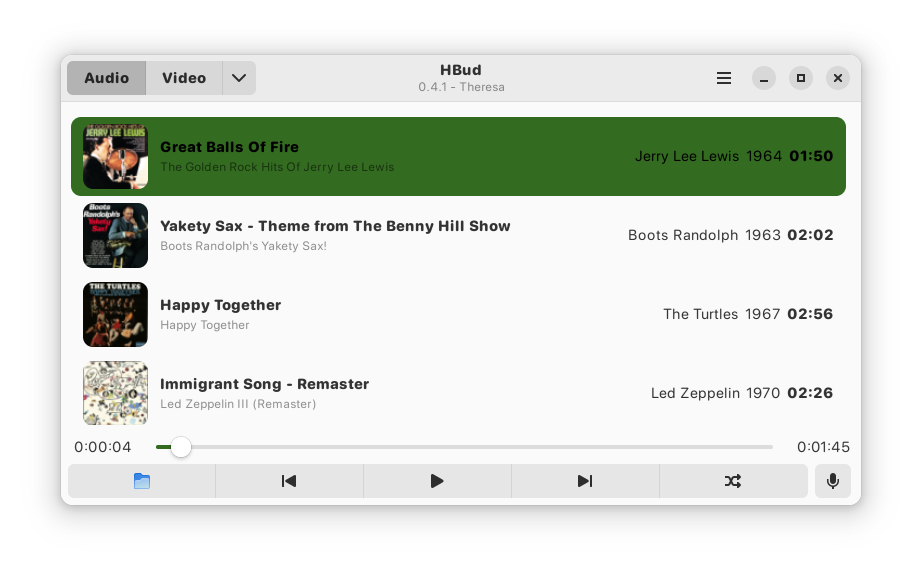 Audio Video
HBud
0.4.1 - Theresa
JERRY LEE LEWIS
Great Balls Of Fire
The Golden Rock Hits Of Jerry Lee Lewis
Jerry Lee Lewis 1964 01:50
Boots
Randolph's
Yakety
Sax!
Yakety Sax - Theme from The Benny Hill Show
Boots Randolph's Yakety Sax!
Boots Randolph 1963 02:02
THE TURTLES
HAPPY TOGETHER
Happy Together
Happy Together
The Turtles 1967 02:56
Immigrant Song - Remaster
Led Zeppelin III (Remaster)
Led Zeppelin 1970 02:26
0:00:04 0:01:45